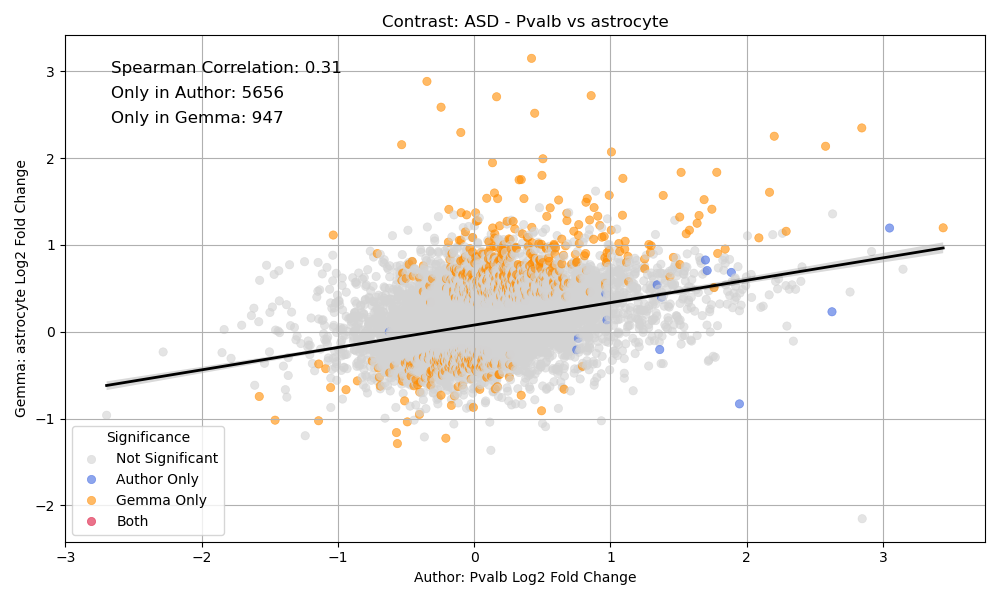 Contrast: ASD - Pvalb vs astrocyte
Spearman Correlation: 0.31
Only in Author: 5656
Only in Gemma: 947
Gemma: astrocyte Log2 Fold Change
3
2
1
0
−1
−2
Significance
Not Significant
Author Only
Gemma Only
Both
−3 −2 −1 0 1 2 3
Author: Pvalb Log2 Fold Change